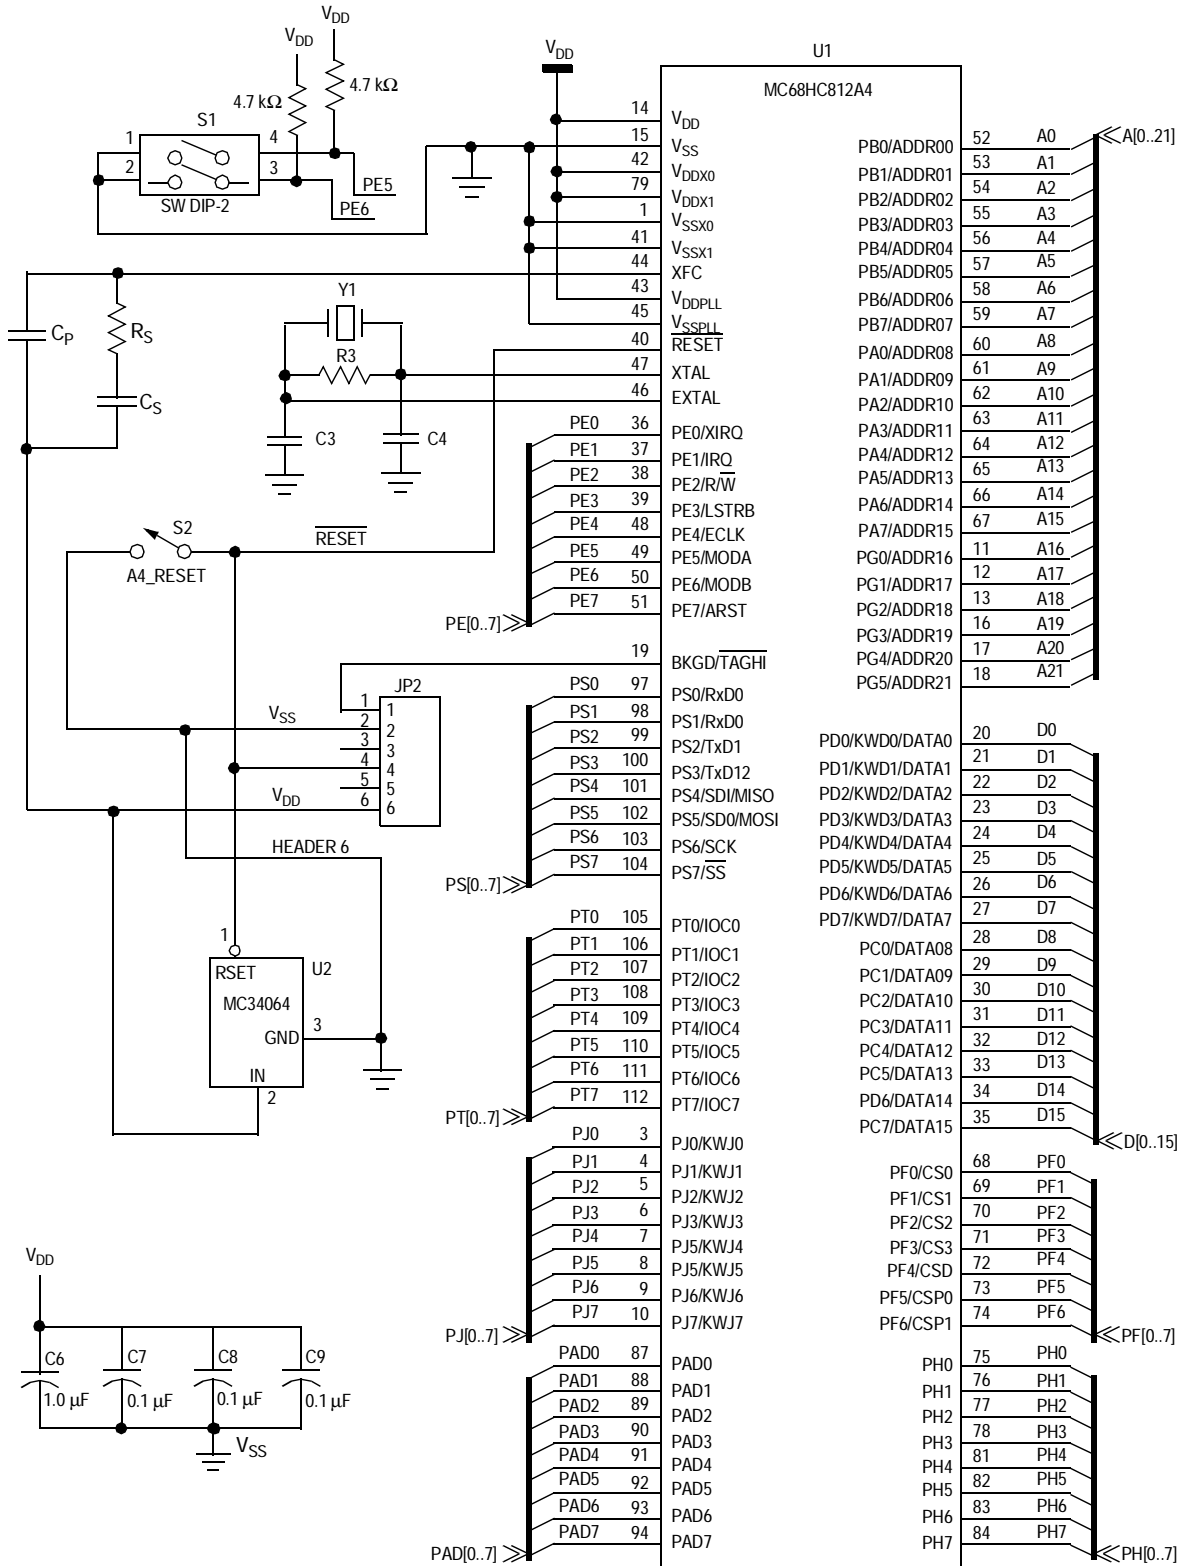 VDD
VDD
4.7 kΩ
4.7 kΩ
S1
1
2
4
3
SW DIP-2
PE5
PE6
CP
RS
CS
Y1
R3
C3
C4
S2
A4_RESET
RESET
JP2
1 1
VSS 2 2
3 3
4 4
5 5
VDD 6 6
HEADER 6
1
RSET
U2
MC34064
GND 3
IN
2
VDD
C6
1.0 µF
C7
0.1 µF
C8
0.1 µF
C9
0.1 µF
VSS
VDD
U1
MC68HC812A4
14 VDD
15 VSS
42 VDDX0
79 VDDX1
1 VSSX0
41 VSSX1
44 XFC
43 VDDPLL
45 VSSPLL
40 RESET
47 XTAL
46 EXTAL
PE0 36 PE0/XIRQ
PE1 37 PE1/IRQ
PE2 38 PE2/R/W
PE3 39 PE3/LSTRB
PE4 48 PE4/ECLK
PE5 49 PE5/MODA
PE6 50 PE6/MODB
PE7 51 PE7/ARST
PE[0..7]
19 BKGD/TAGHI
PS0 97 PS0/RxD0
PS1 98 PS1/RxD0
PS2 99 PS2/TxD1
PS3 100 PS3/TxD12
PS4 101 PS4/SDI/MISO
PS5 102 PS5/SD0/MOSI
PS6 103 PS6/SCK
PS7 104 PS7/SS
PS[0..7]
PT0 105 PT0/IOC0
PT1 106 PT1/IOC1
PT2 107 PT2/IOC2
PT3 108 PT3/IOC3
PT4 109 PT4/IOC4
PT5 110 PT5/IOC5
PT6 111 PT6/IOC6
PT7 112 PT7/IOC7
PT[0..7]
PJ0 3 PJ0/KWJ0
PJ1 4 PJ1/KWJ1
PJ2 5 PJ2/KWJ2
PJ3 6 PJ3/KWJ3
PJ4 7 PJ5/KWJ4
PJ5 8 PJ5/KWJ5
PJ6 9 PJ6/KWJ6
PJ7 10 PJ7/KWJ7
PJ[0..7]
PAD0 87 PAD0
PAD1 88 PAD1
PAD2 89 PAD2
PAD3 90 PAD3
PAD4 91 PAD4
PAD5 92 PAD5
PAD6 93 PAD6
PAD7 94 PAD7
PAD[0..7]
PB0/ADDR00 52 A0
A[0..21]
PB1/ADDR01 53 A1
PB2/ADDR02 54 A2
PB3/ADDR03 55 A3
PB4/ADDR04 56 A4
PB5/ADDR05 57 A5
PB6/ADDR06 58 A6
PB7/ADDR07 59 A7
PA0/ADDR08 60 A8
PA1/ADDR09 61 A9
PA2/ADDR10 62 A10
PA3/ADDR11 63 A11
PA4/ADDR12 64 A12
PA5/ADDR13 65 A13
PA6/ADDR14 66 A14
PA7/ADDR15 67 A15
PG0/ADDR16 11 A16
PG1/ADDR17 12 A17
PG2/ADDR18 13 A18
PG3/ADDR19 16 A19
PG4/ADDR20 17 A20
PG5/ADDR21 18 A21
PD0/KWD0/DATA0 20 D0
PD1/KWD1/DATA1 21 D1
PD2/KWD2/DATA2 22 D2
PD3/KWD3/DATA3 23 D3
PD4/KWD4/DATA4 24 D4
PD5/KWD5/DATA5 25 D5
PD6/KWD6/DATA6 26 D6
PD7/KWD7/DATA7 27 D7
PC0/DATA08 28 D8
PC1/DATA09 29 D9
PC2/DATA10 30 D10
PC3/DATA11 31 D11
PC4/DATA12 32 D12
PC5/DATA13 33 D13
PD6/DATA14 34 D14
PC7/DATA15 35 D15
D[0..15]
PF0/CS0 68 PF0
PF1/CS1 69 PF1
PF2/CS2 70 PF2
PF3/CS3 71 PF3
PF4/CSD 72 PF4
PF5/CSP0 73 PF5
PF6/CSP1 74 PF6
PF[0..7]
PH0 75 PH0
PH1 76 PH1
PH2 77 PH2
PH3 78 PH3
PH4 81 PH4
PH5 82 PH5
PH6 83 PH6
PH7 84 PH7
PH[0..7]